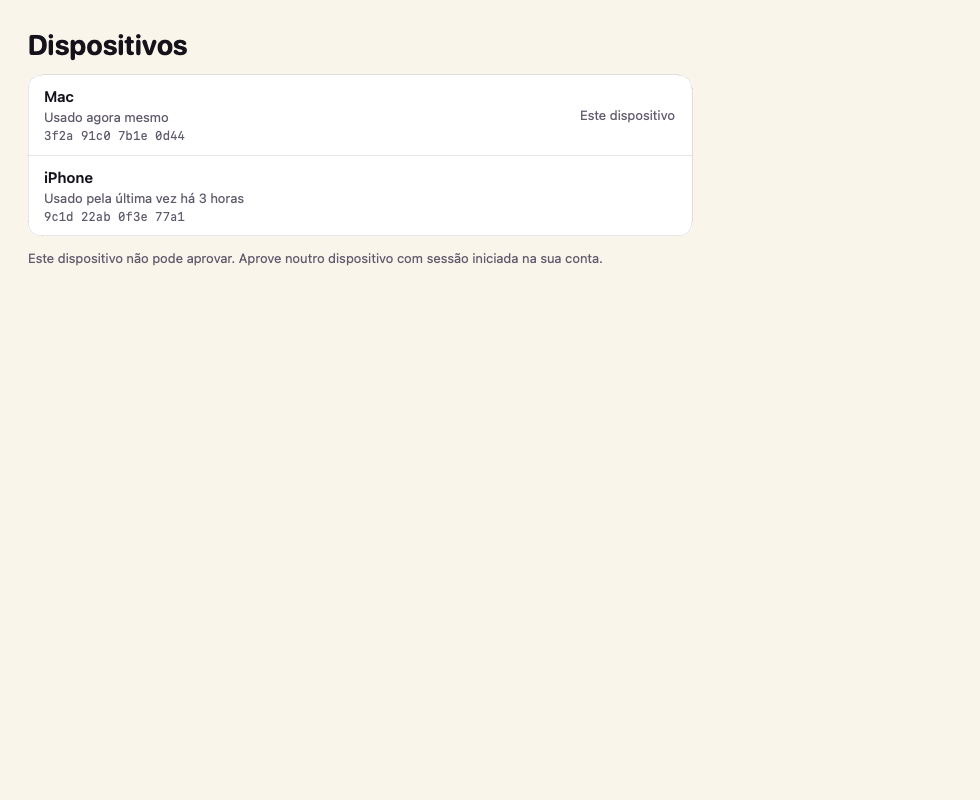 Dispositivos
Mac
Usado agora mesmo
3f2a 91c0 7b1e 0d44
Este dispositivo
iPhone
Usado pela última vez há 3 horas
9c1d 22ab 0f3e 77a1
Este dispositivo não pode aprovar. Aprove noutro dispositivo com sessão iniciada na sua conta.